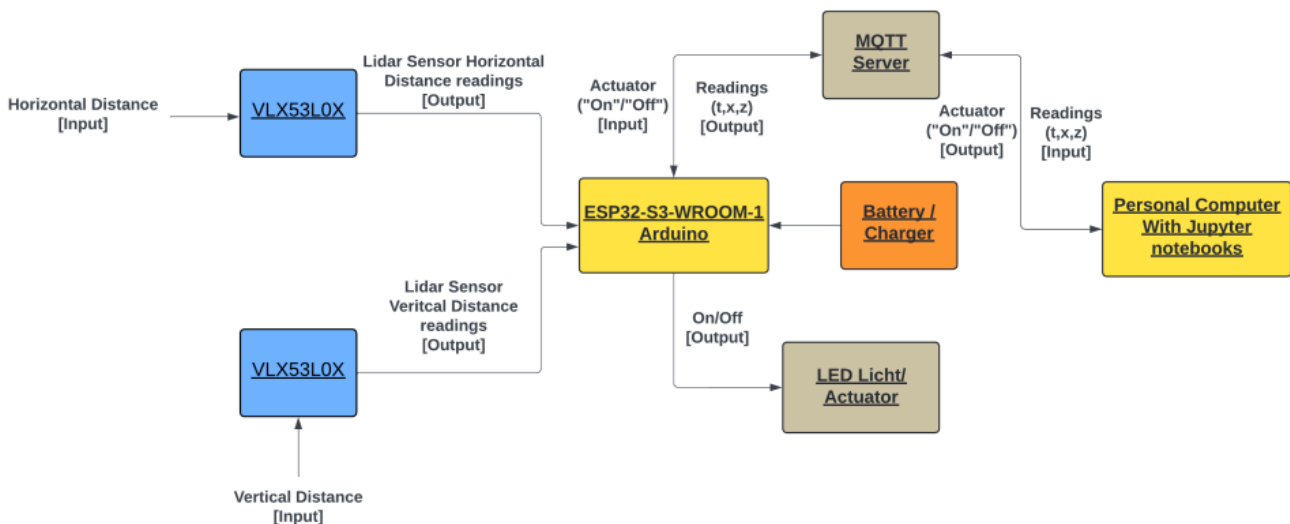 MQTT
Server
Lidar Sensor Horizontal
Distance readings
[Output]
Actuator
("On"/"Off")
[Input]
Readings
(t,x,z)
[Output]
Horizontal Distance
[Input]
VLX53L0X
Actuator
("On"/"Off")
[Output]
Readings
(t,x,z)
[Input]
ESP32-S3-WROOM-1
Arduino
Battery /
Charger
Personal Computer
With Jupyter
notebooks
Lidar Sensor
Veritcal Distance
readings
[Output]
On/Off
[Output]
VLX53L0X
LED Licht/
Actuator
Vertical Distance
[Input]